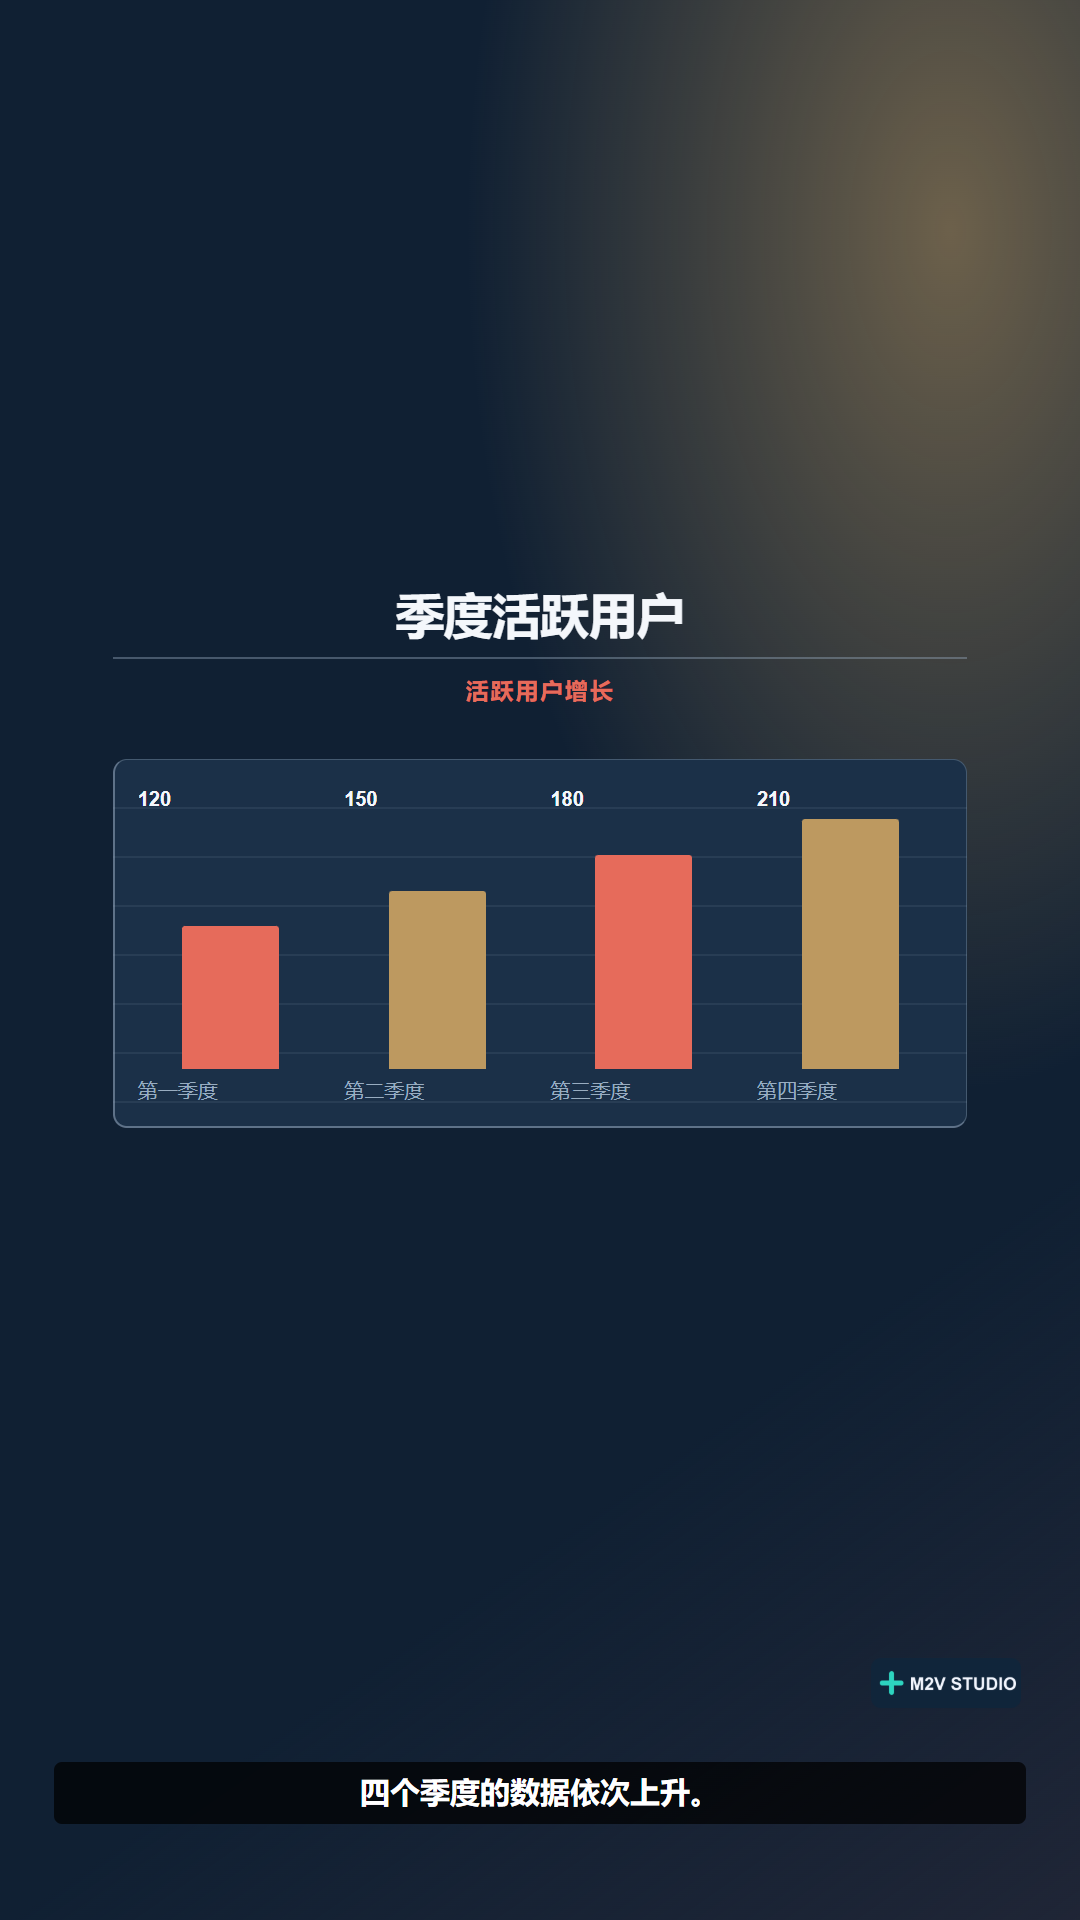 季度活跃用户
活跃用户增长
120 150 180 210
第一季度 第二季度 第三季度 第四季度
M2V STUDIO
四个季度的数据依次上升。